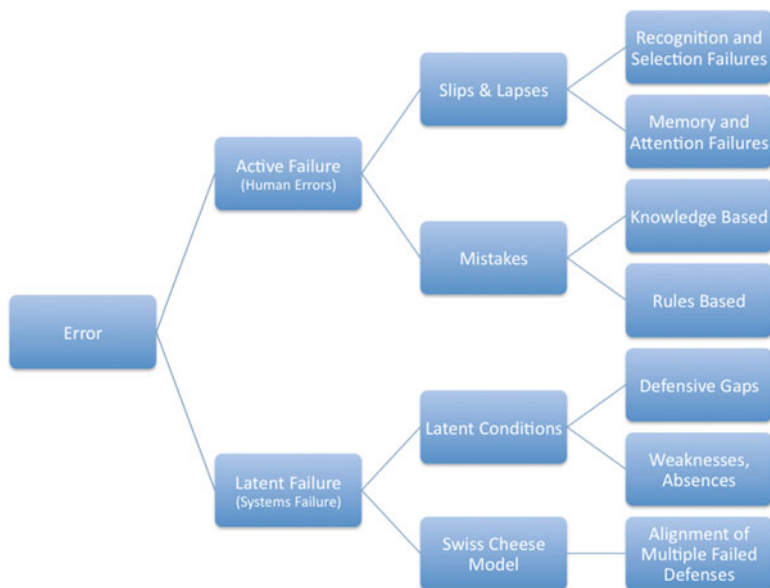 Error
Active Failure
(Human Errors)
Slips & Lapses
Recognition and
Selection Failures
Memory and
Attention Failures
Mistakes
Knowledge Based
Rules Based
Latent Failure
(Systems Failure)
Latent Conditions
Defensive Gaps
Weaknesses,
Absences
Swiss Cheese
Model
Alignment of
Multiple Failed
Defenses